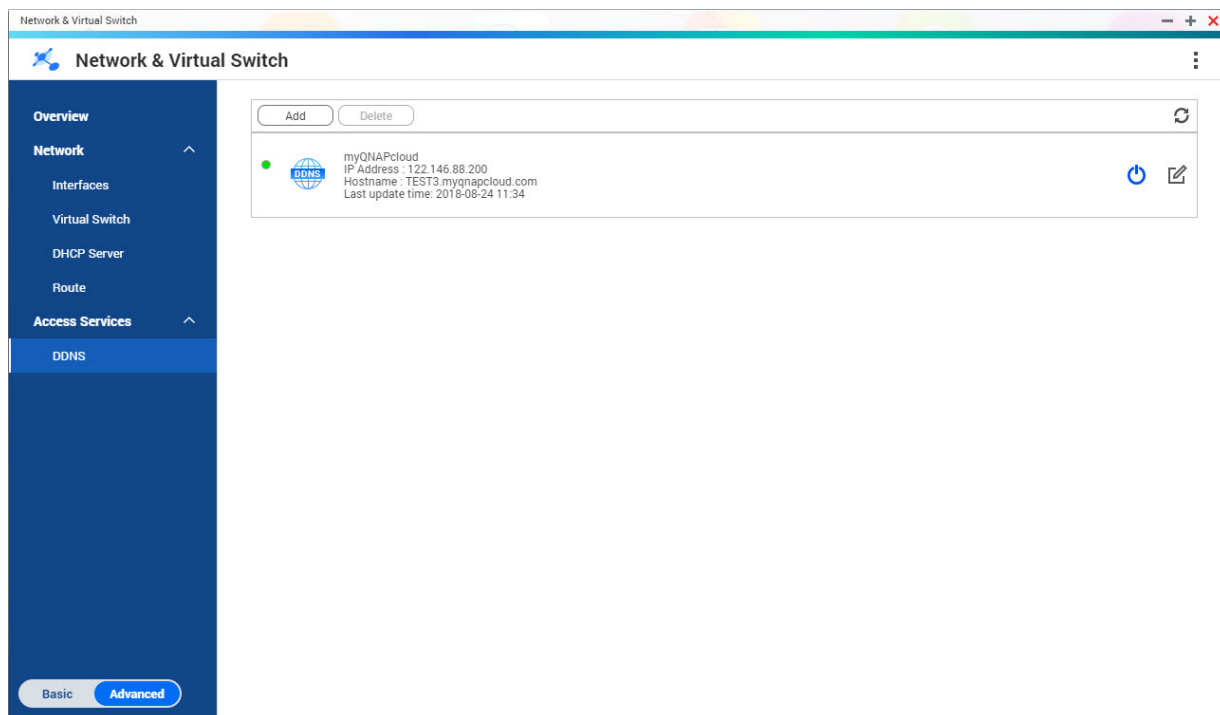 Network & Virtual Switch
Network & Virtual Switch
Overview
Network
Interfaces
Virtual Switch
DHCP Server
Route
Access Services
DDNS
Basic Advanced
Add Delete
DDNS
myQNAPcloud
IP Address : 122.146.88.200
Hostname : TEST3.myqnapcloud.com
Last update time: 2018-08-24 11:34